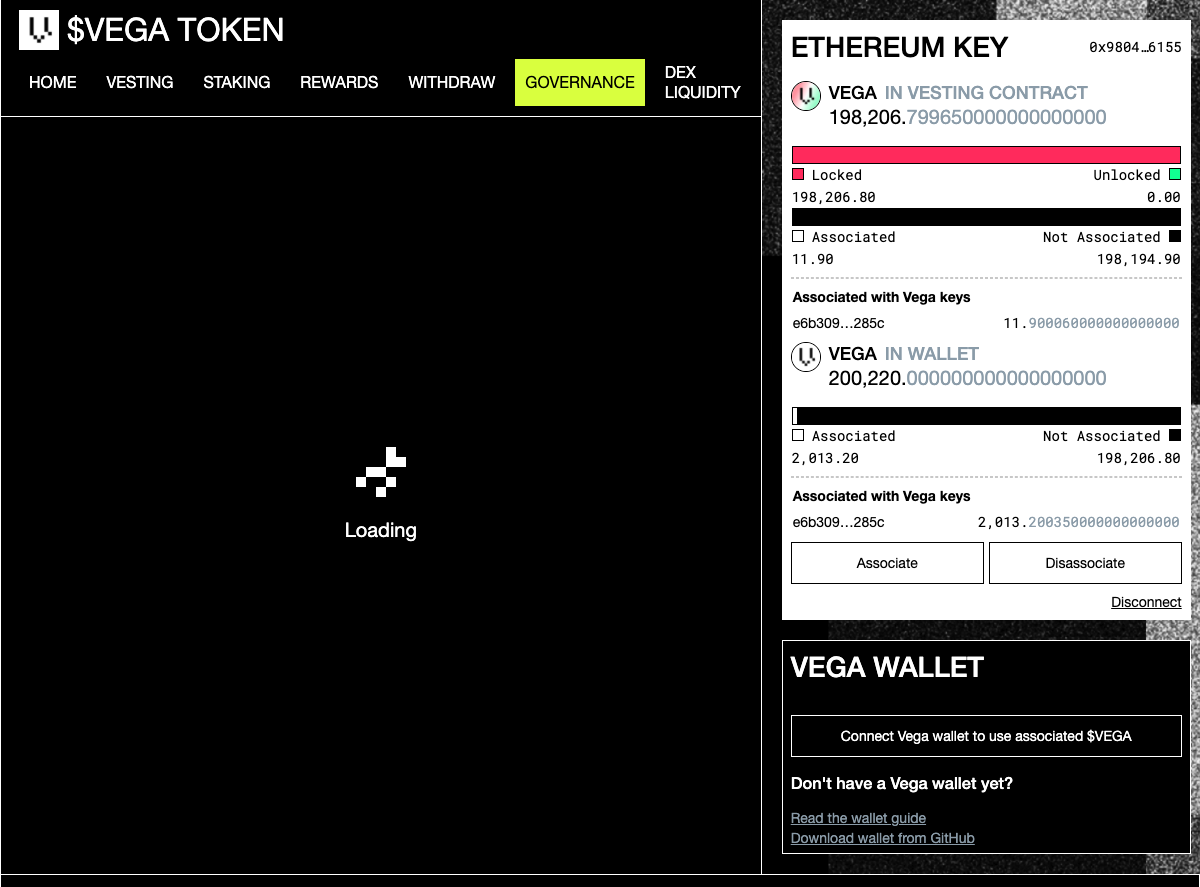 $VEGA TOKEN
HOME VESTING STAKING REWARDS WITHDRAW GOVERNANCE DEX LIQUIDITY
Loading
ETHEREUM KEY 0x9804…6155
VEGA IN VESTING CONTRACT
198,206.799650000000000000
Locked Unlocked
198,206.80 0.00
Associated Not Associated
11.90 198,194.90
Associated with Vega keys
e6b309…285c 11.900060000000000000
VEGA IN WALLET
200,220.000000000000000000
Associated Not Associated
2,013.20 198,206.80
Associated with Vega keys
e6b309…285c 2,013.200350000000000000
Associate Disassociate
Disconnect
VEGA WALLET
Connect Vega wallet to use associated $VEGA
Don't have a Vega wallet yet?
Read the wallet guide
Download wallet from GitHub